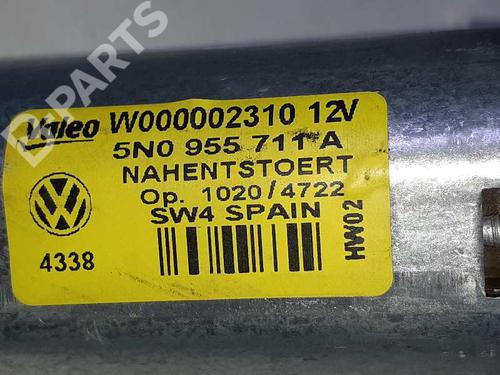 B-PARTS
Valeo W000002310 12V
5N0 955 711 A
NAHENTSTOERT
Op. 1020/4722
SW4 SPAIN
4338
HW02